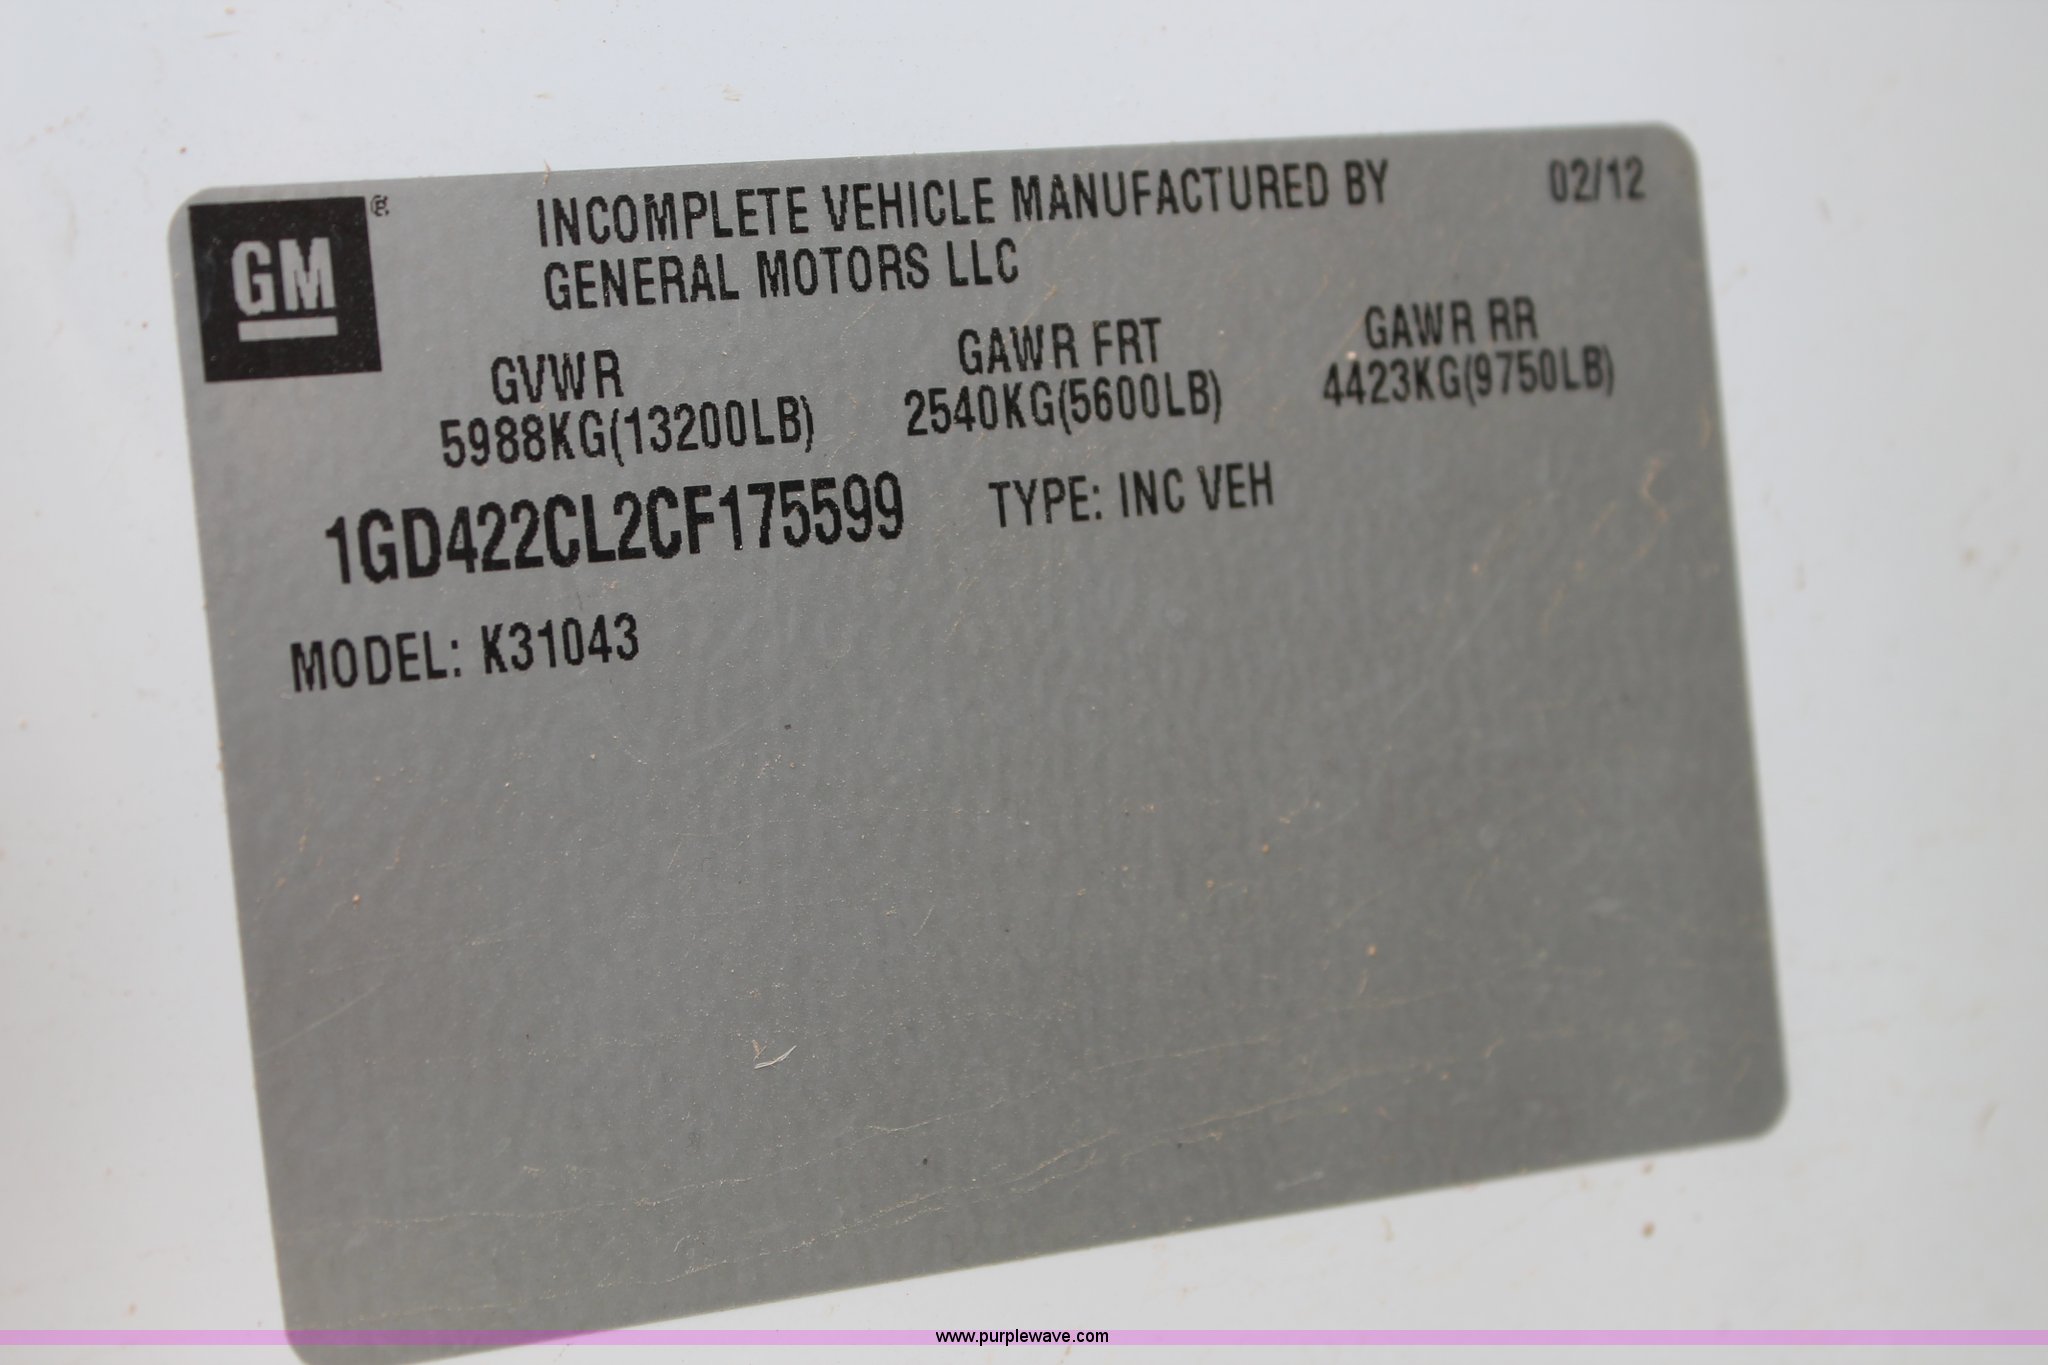 GM
®
INCOMPLETE VEHICLE MANUFACTURED BY 02/12
GENERAL MOTORS LLC
GVWR GAWR FRT GAWR RR
5988KG(13200LB) 2540KG(5600LB) 4423KG(9750LB)
1GD422CL2CF175599 TYPE: INC VEH
MODEL: K31043
www.purplewave.com